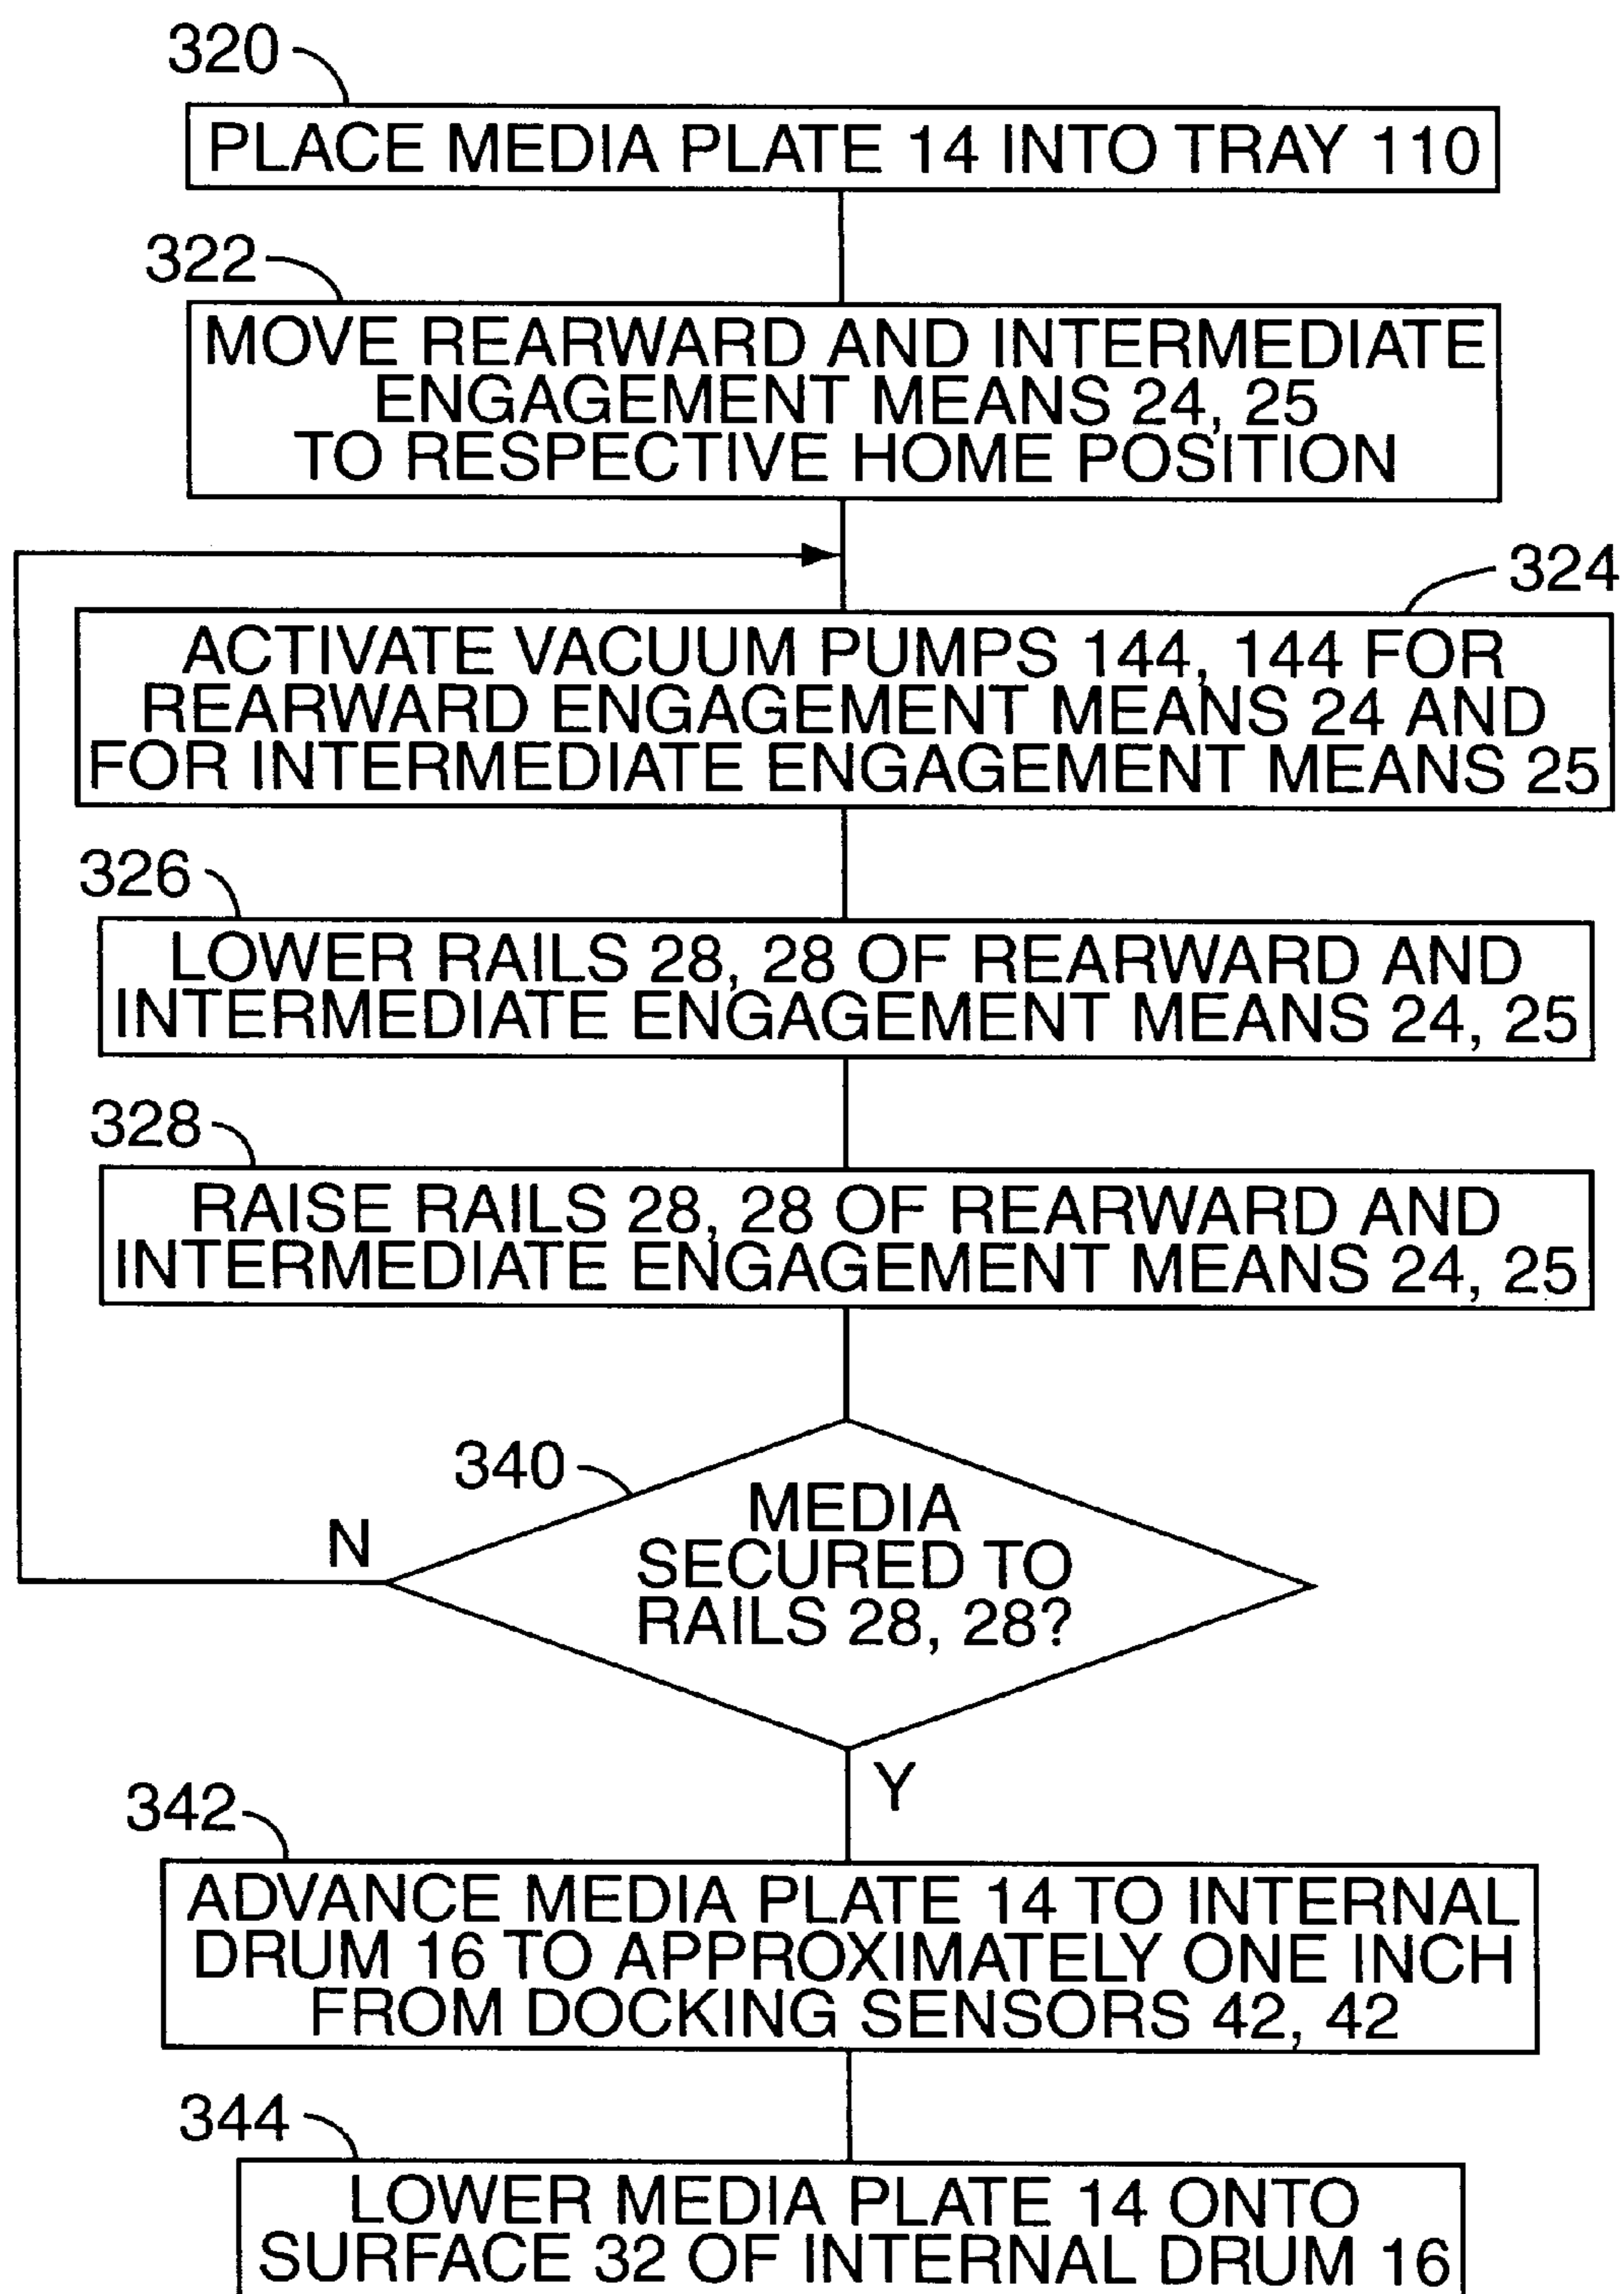 320
PLACE MEDIA PLATE 14 INTO TRAY 110
322
MOVE REARWARD AND INTERMEDIATE
ENGAGEMENT MEANS 24, 25
TO RESPECTIVE HOME POSITION
324
ACTIVATE VACUUM PUMPS 144, 144 FOR
REARWARD ENGAGEMENT MEANS 24 AND
FOR INTERMEDIATE ENGAGEMENT MEANS 25
326
LOWER RAILS 28, 28 OF REARWARD AND
INTERMEDIATE ENGAGEMENT MEANS 24, 25
328
RAISE RAILS 28, 28 OF REARWARD AND
INTERMEDIATE ENGAGEMENT MEANS 24, 25
340
MEDIA
SECURED TO
RAILS 28, 28?
N
Y
342
ADVANCE MEDIA PLATE 14 TO INTERNAL
DRUM 16 TO APPROXIMATELY ONE INCH
FROM DOCKING SENSORS 42, 42
344
LOWER MEDIA PLATE 14 ONTO
SURFACE 32 OF INTERNAL DRUM 16